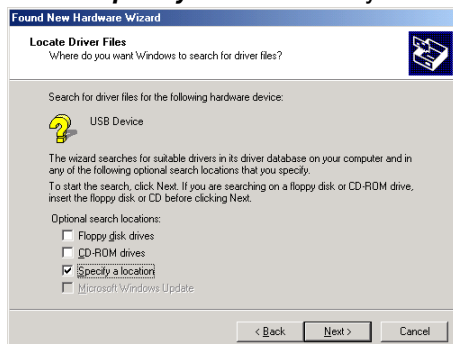 Found New Hardware Wizard
Locate Driver Files
Where do you want Windows to search for driver files?
Search for driver files for the following hardware device:
USB Device
The wizard searches for suitable drivers in its driver database on your computer and in
any of the following optional search locations that you specify.
To start the search, click Next. If you are searching on a floppy disk or CD-ROM drive,
insert the floppy disk or CD before clicking Next.
Optional search locations:
Floppy disk drives
CD-ROM drives
Specify a location
Microsoft Windows Update
< Back
Next >
Cancel